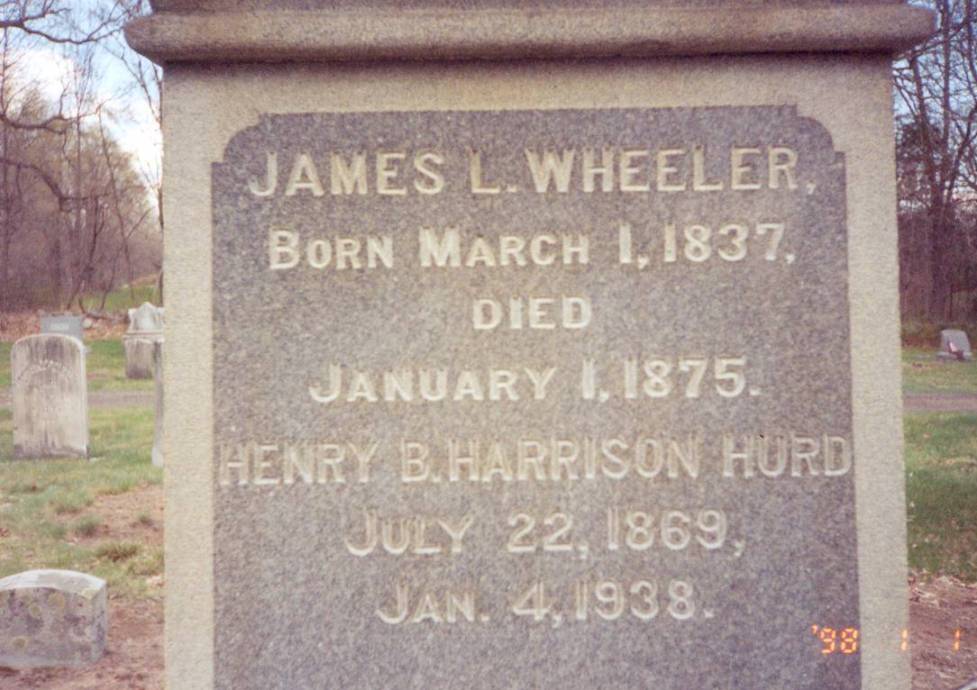 JAMES L. WHEELER,
BORN MARCH 1, 1837,
DIED
JANUARY 1, 1875.
HENRY B. HARRISON HURD
JULY 22, 1869,
JAN. 4, 1938.
'98 1 1